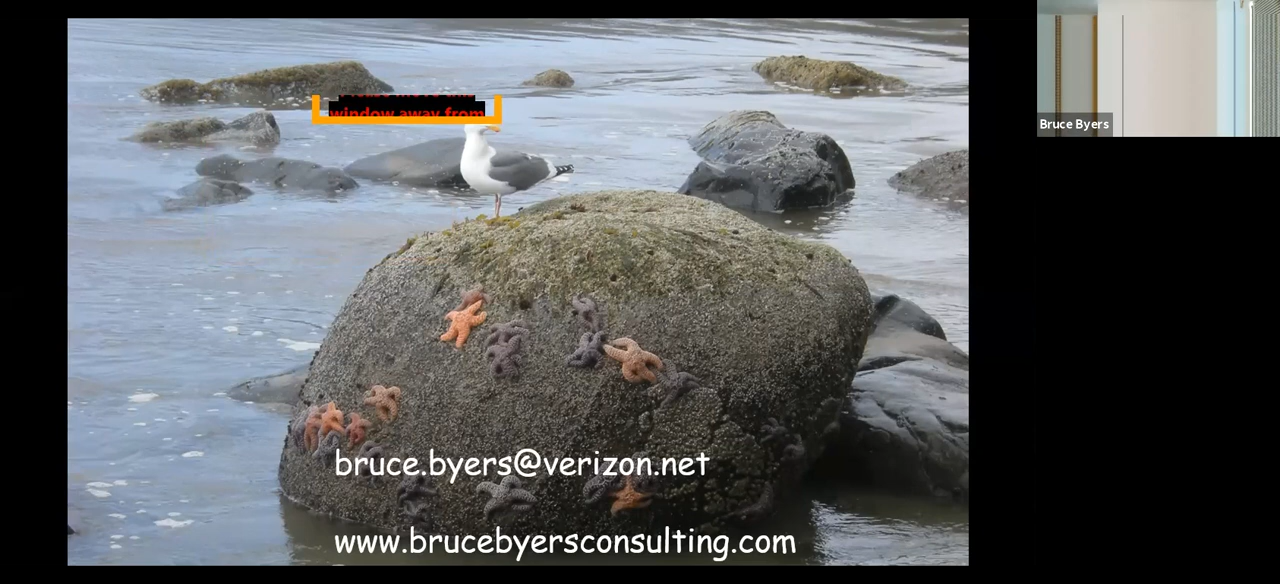 window away from
Bruce Byers
bruce.byers@verizon.net
www.brucebyersconsulting.com